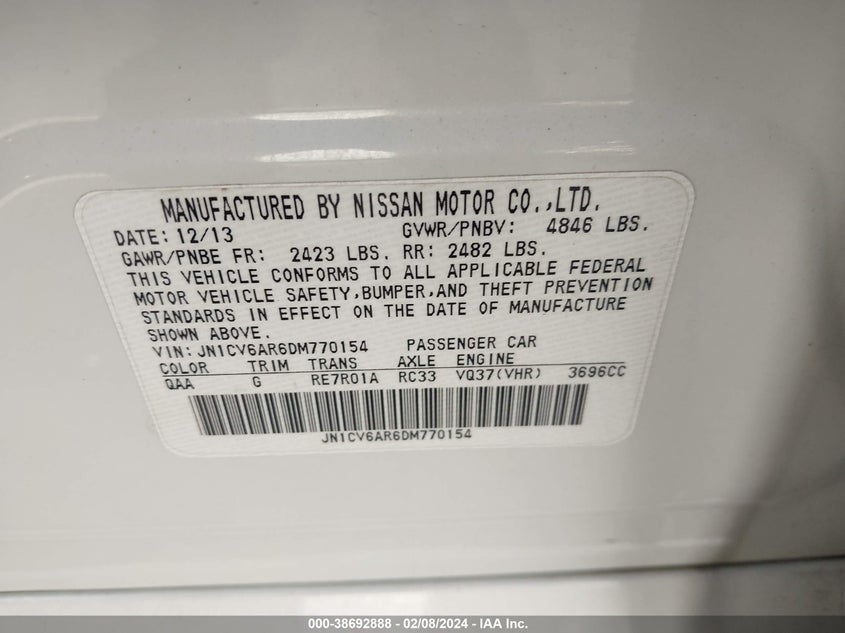 MANUFACTURED BY NISSAN MOTOR CO.,LTD.
DATE: 12/13 GVWR/PNBV: 4846 LBS.
GAWR/PNBE FR: 2423 LBS. RR: 2482 LBS.
THIS VEHICLE CONFORMS TO ALL APPLICABLE FEDERAL
MOTOR VEHICLE SAFETY,BUMPER,AND THEFT PREVENTION
STANDARDS IN EFFECT ON THE DATE OF MANUFACTURE
SHOWN ABOVE.
VIN: JN1CV6AR6DM770154 PASSENGER CAR
COLOR TRIM TRANS AXLE ENGINE
QAA G RE7R01A RC33 VQ37(VHR) 3696CC
JN1CV6AR6DM770154
000-38692888 - 02/08/2024 - IAA Inc.